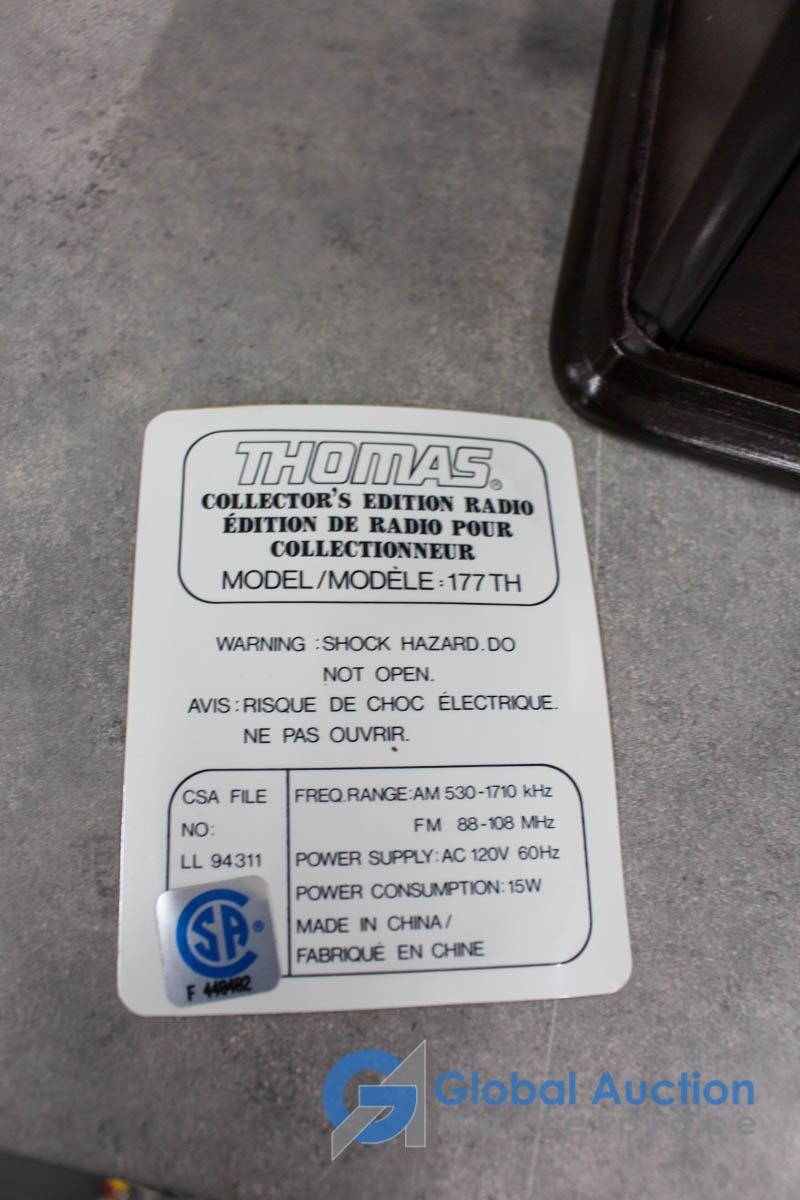 THOMAS®
COLLECTOR'S EDITION RADIO
ÉDITION DE RADIO POUR
COLLECTIONNEUR
MODEL/MODÈLE : 177TH
WARNING : SHOCK HAZARD. DO
NOT OPEN.
AVIS : RISQUE DE CHOC ÉLECTRIQUE.
NE PAS OUVRIR.
CSA FILE
NO:
LL 94311
CSA®
F 448482
FREQ.RANGE:AM 530-1710 kHz
FM 88-108 MHz
POWER SUPPLY:AC 120V 60Hz
POWER CONSUMPTION:15W
MADE IN CHINA/
FABRIQUÉ EN CHINE
Global Auction